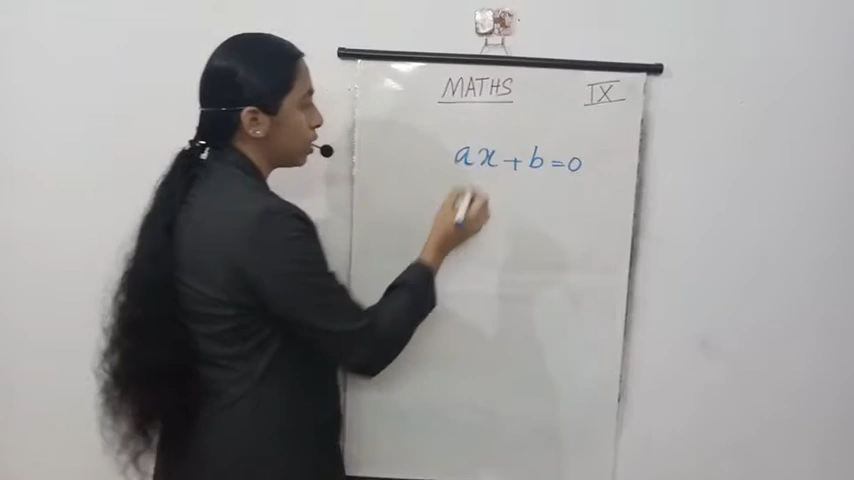 MATHS
IX
ax + b = 0